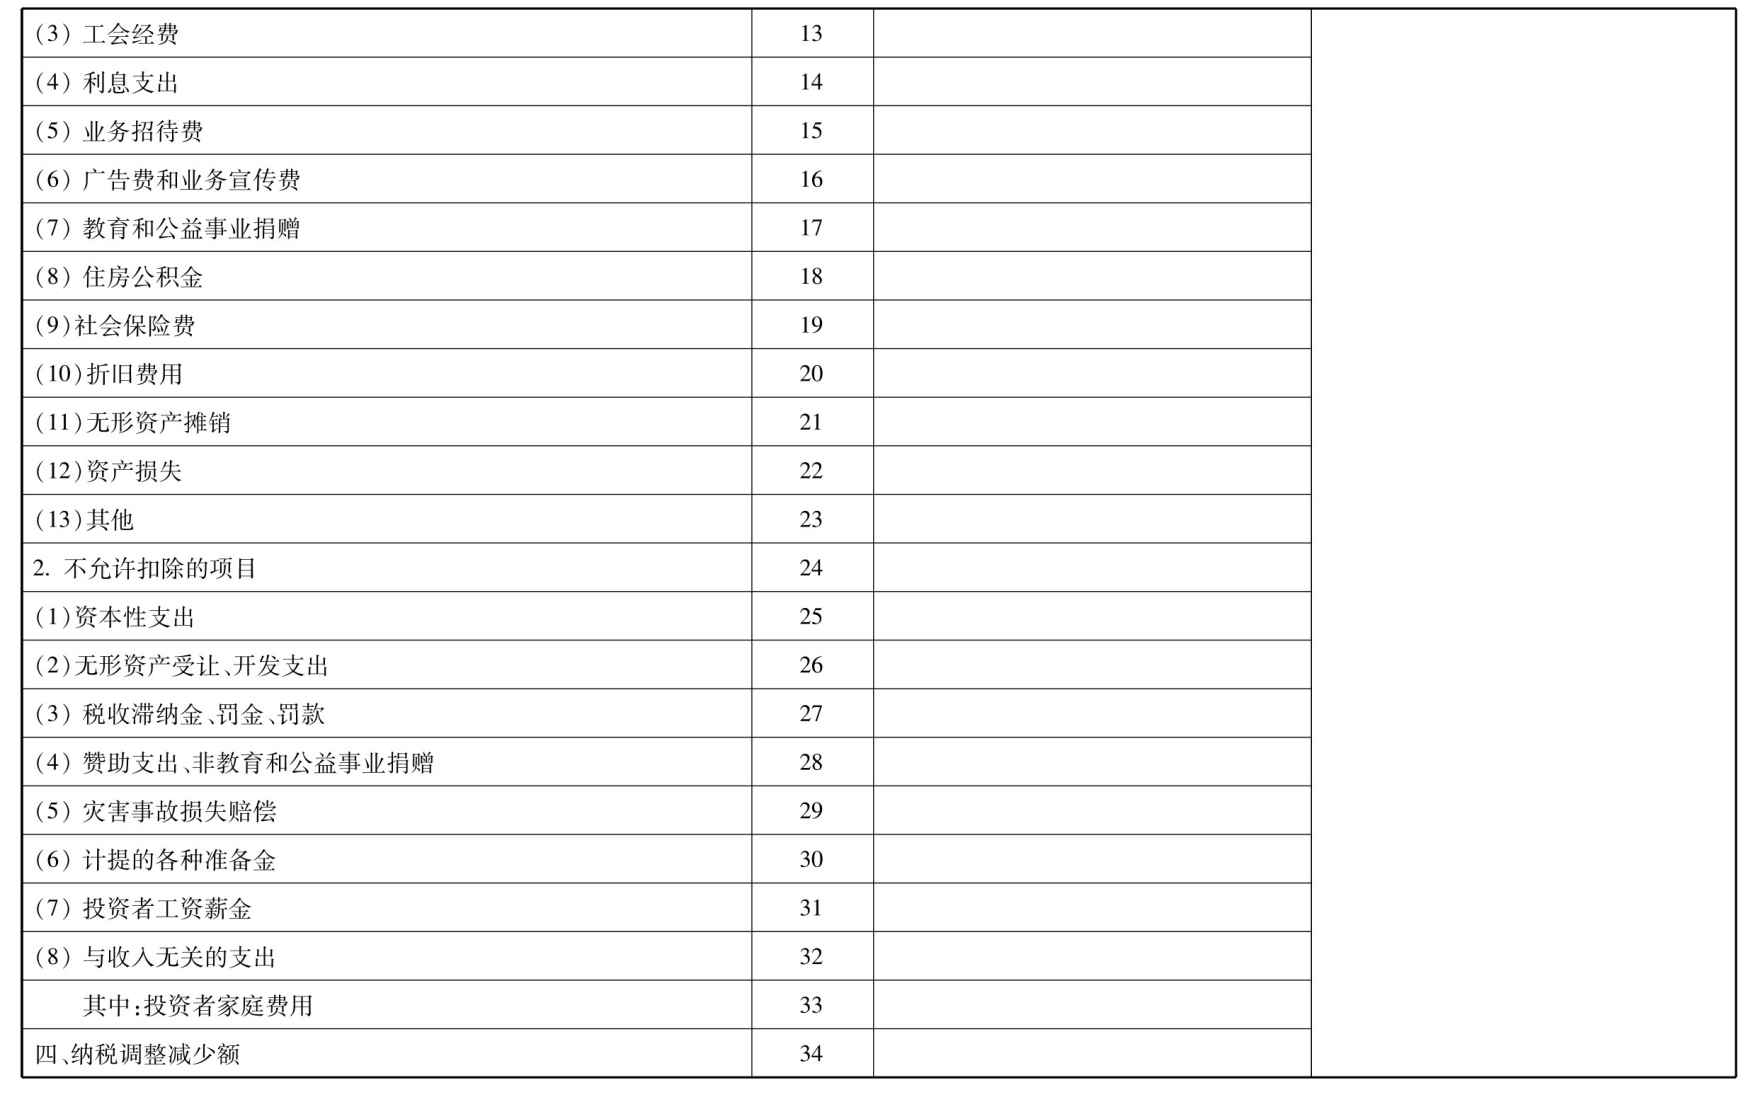 (3) 工会经费 13
(4) 利息支出 14
(5) 业务招待费 15
(6) 广告费和业务宣传费 16
(7) 教育和公益事业捐赠 17
(8) 住房公积金 18
(9)社会保险费 19
(10)折旧费用 20
(11)无形资产摊销 21
(12)资产损失 22
(13)其他 23
2. 不允许扣除的项目 24
(1)资本性支出 25
(2)无形资产受让、开发支出 26
(3) 税收滞纳金、罚金、罚款 27
(4) 赞助支出、非教育和公益事业捐赠 28
(5) 灾害事故损失赔偿 29
(6) 计提的各种准备金 30
(7) 投资者工资薪金 31
(8) 与收入无关的支出 32
其中:投资者家庭费用 33
四、纳税调整减少额 34